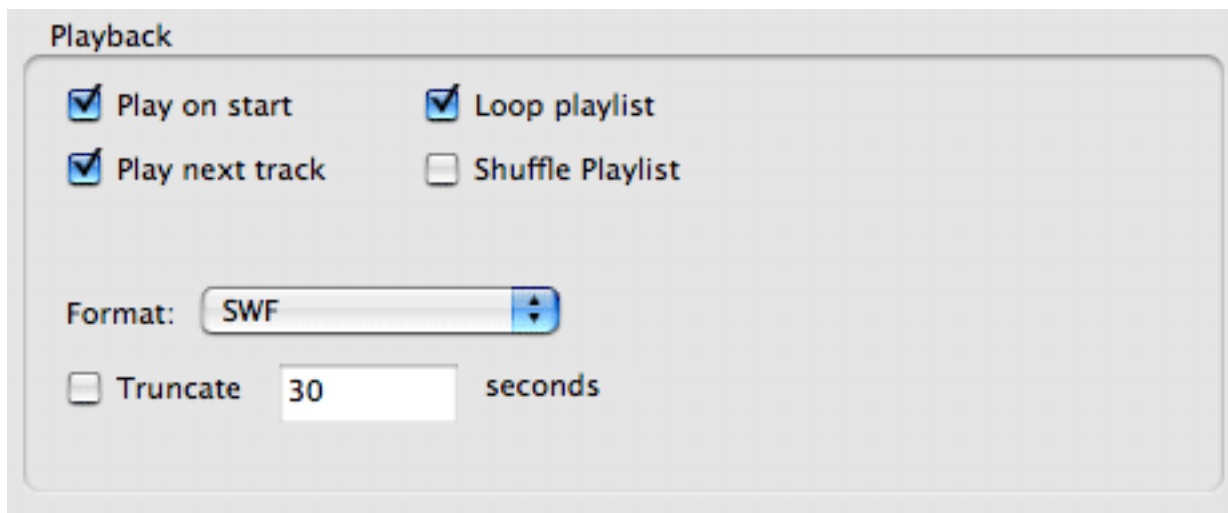 Playback
Play on start Loop playlist
Play next track Shuffle Playlist
Format: SWF
Truncate 30 seconds